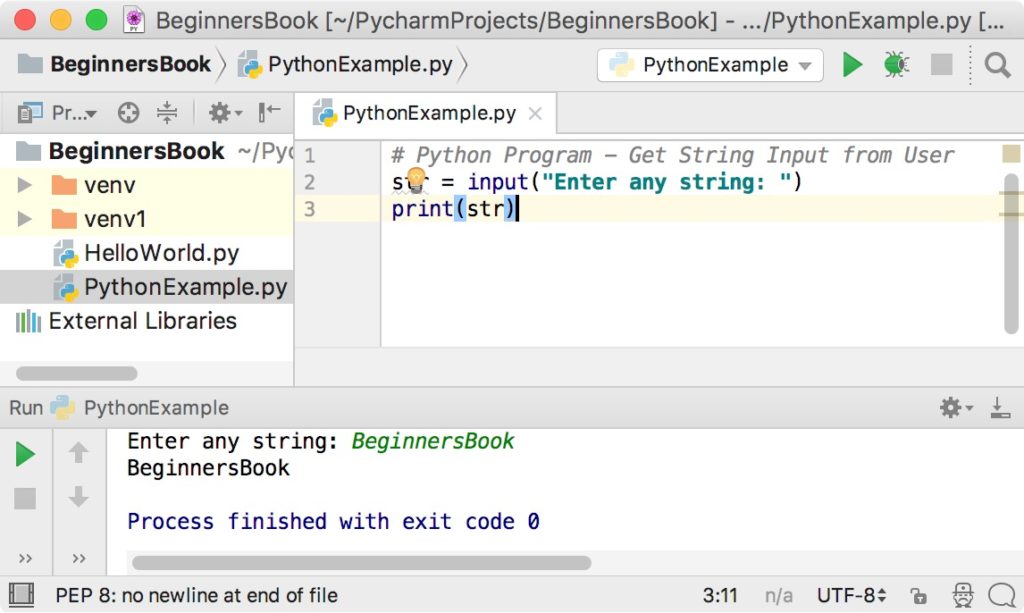 BeginnersBook [~/PycharmProjects/BeginnersBook] - .../PythonExample.py [...
BeginnersBook PythonExample.py PythonExample
Pr... PythonExample.py
BeginnersBook ~/Pyc
venv
venv1
HelloWorld.py
PythonExample.py
External Libraries
1 # Python Program – Get String Input from User
2 str = input("Enter any string: ")
3 print(str)
Run PythonExample
Enter any string: BeginnersBook
BeginnersBook
Process finished with exit code 0
PEP 8: no newline at end of file 3:11 n/a UTF-8